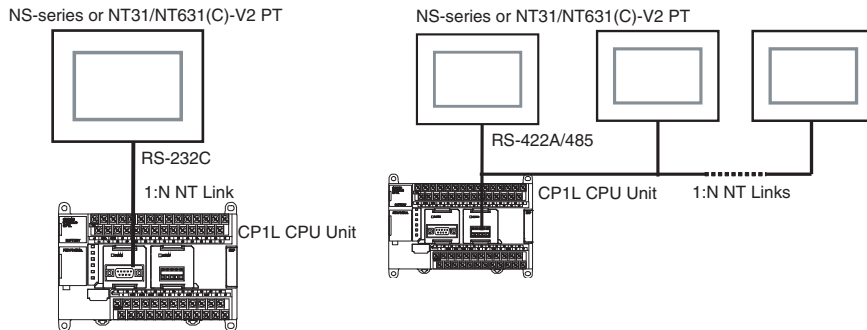 NS-series or NT31/NT631(C)-V2 PT
RS-232C
1:N NT Link
CP1L CPU Unit
NS-series or NT31/NT631(C)-V2 PT
RS-422A/485
CP1L CPU Unit
1:N NT Links